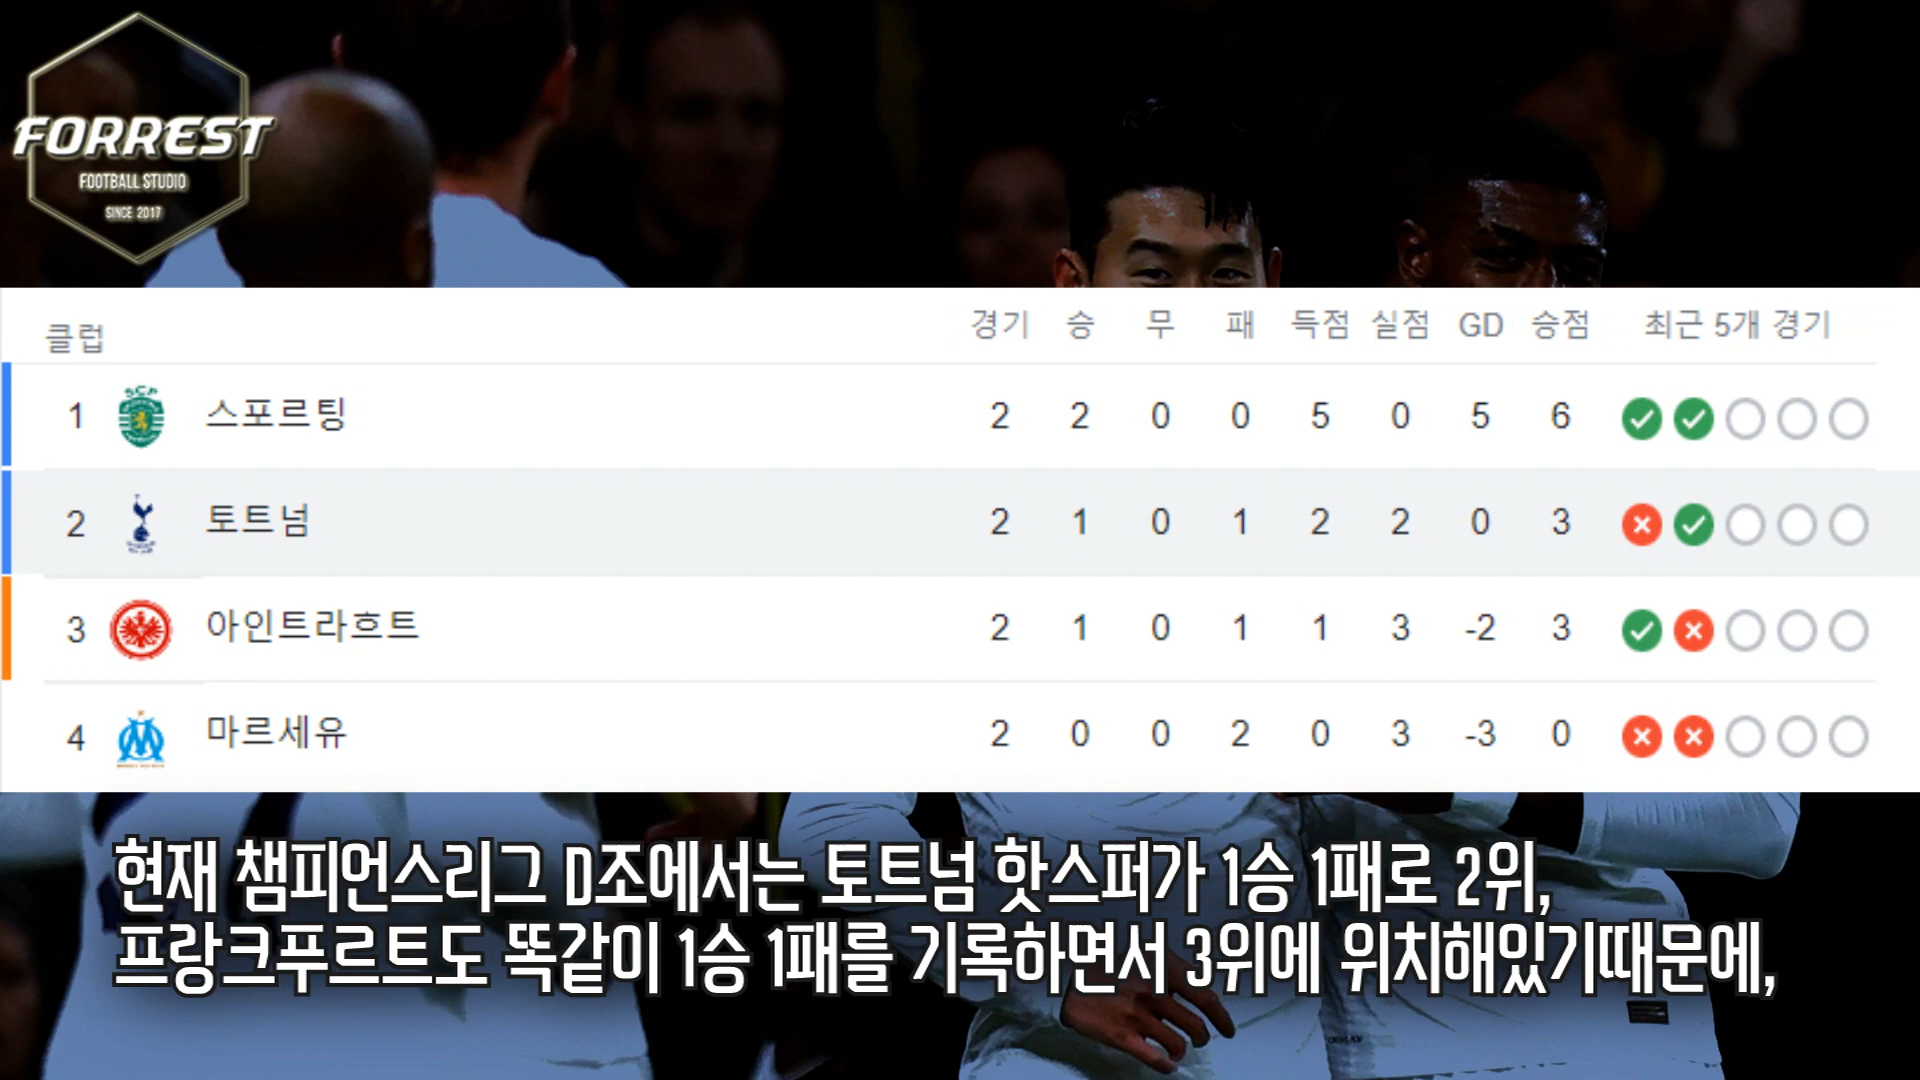 FORREST
FOOTBALL STUDIO
SINCE 2017
클럽 경기 승 무 패 득점 실점 GD 승점 최근 5개 경기
1 스포르팅 2 2 0 0 5 0 5 6
2 토트넘 2 1 0 1 2 2 0 3
3 아인트라흐트 2 1 0 1 1 3 -2 3
4 마르세유 2 0 0 2 0 3 -3 0
현재 챔피언스리그 D조에서는 토트넘 핫스퍼가 1승 1패로 2위,
프랑크푸르트도 똑같이 1승 1패를 기록하면서 3위에 위치해있기때문에,